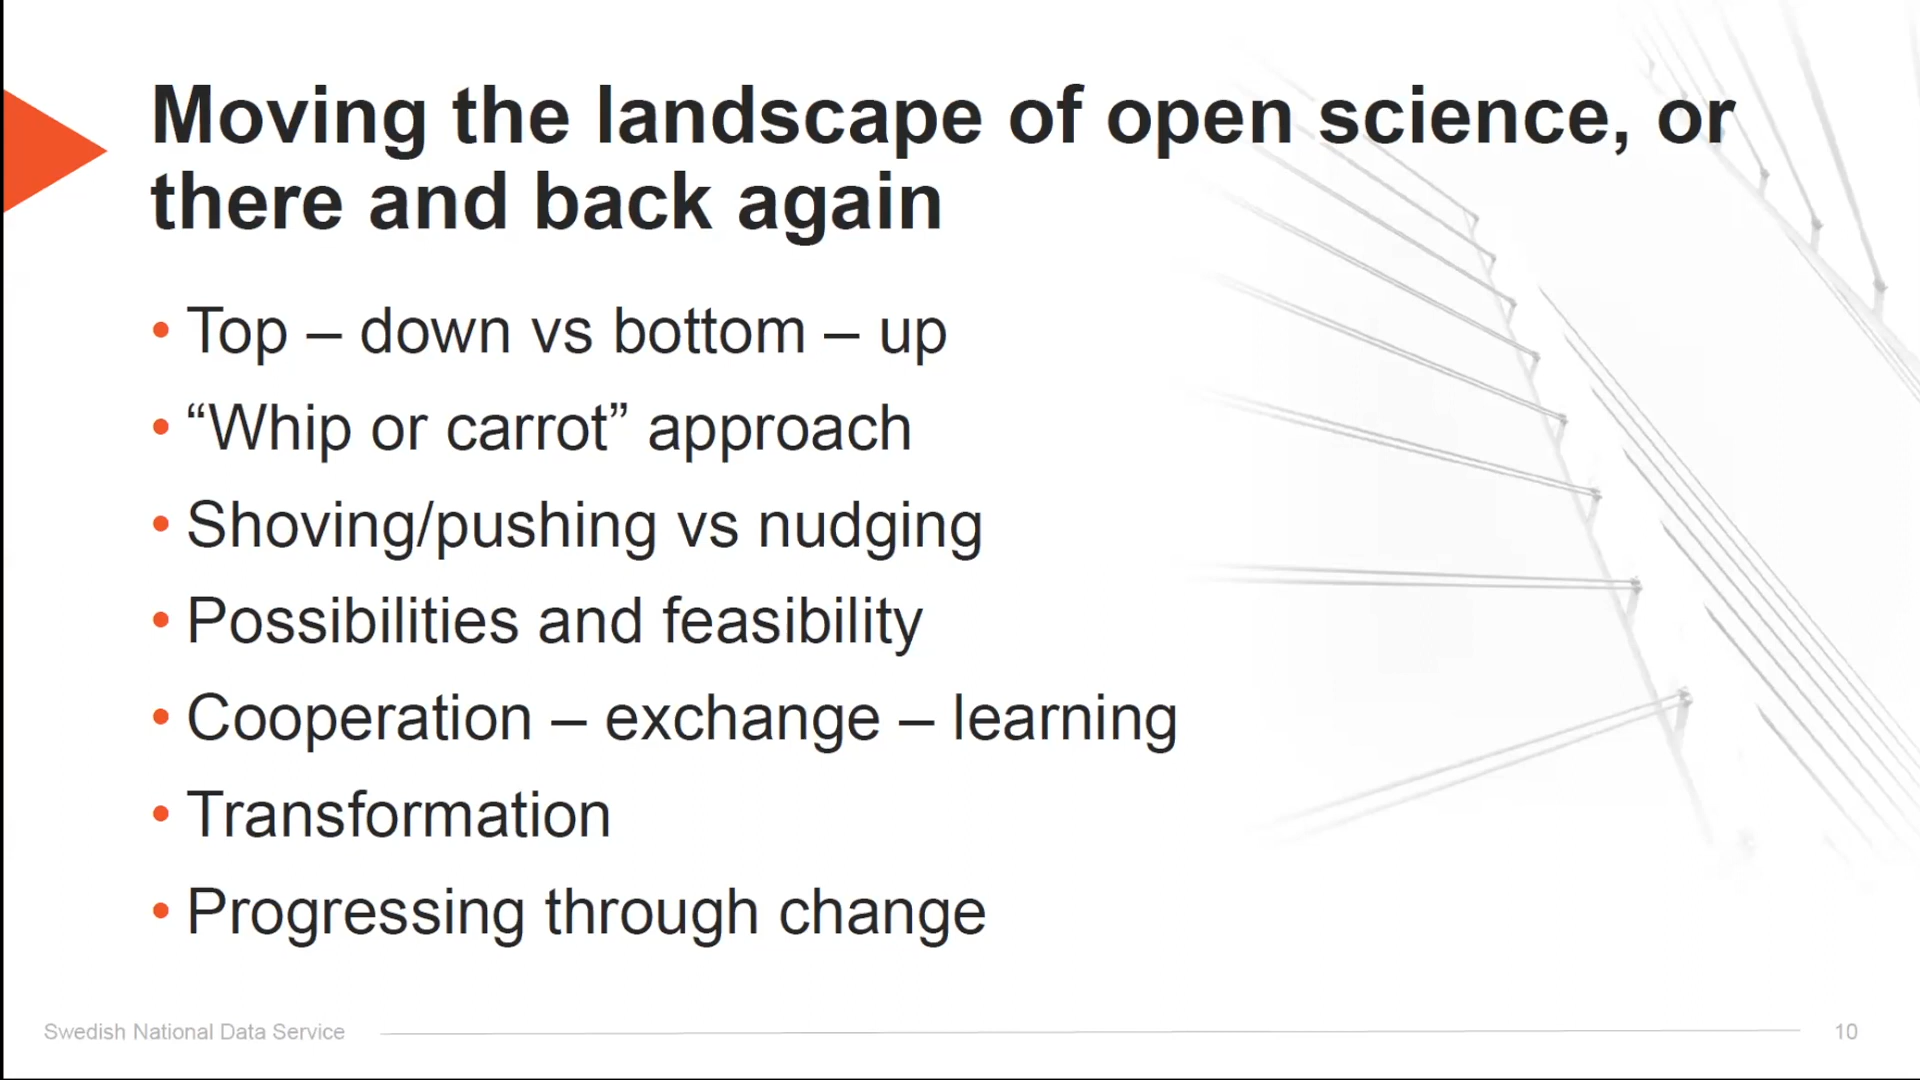 Moving the landscape of open science, or
there and back again
• Top – down vs bottom – up
• “Whip or carrot” approach
• Shoving/pushing vs nudging
• Possibilities and feasibility
• Cooperation – exchange – learning
• Transformation
• Progressing through change
Swedish National Data Service
10